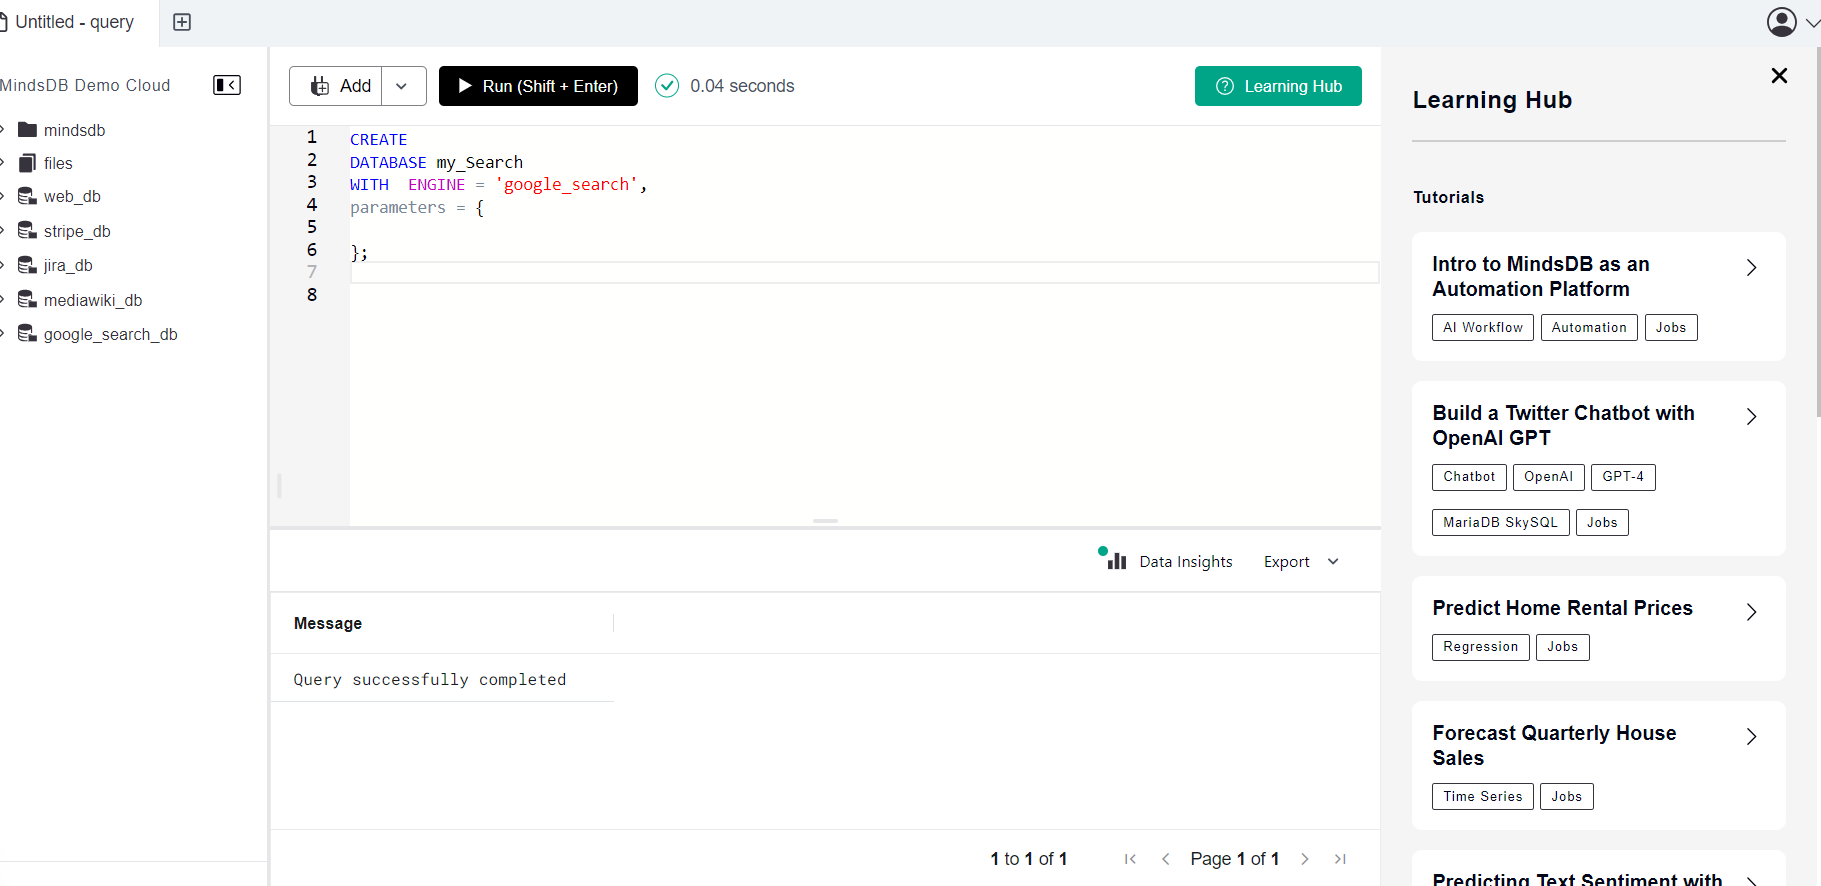 Untitled - query
MindsDB Demo Cloud
mindsdb
files
web_db
stripe_db
jira_db
mediawiki_db
google_search_db
Add
Run (Shift + Enter)
0.04 seconds
Learning Hub
1 CREATE
2 DATABASE my_Search
3 WITH  ENGINE = 'google_search',
4 parameters = {
5
6 };
7
8
Data Insights
Export
Message
Query successfully completed
1 to 1 of 1
Page 1 of 1
Learning Hub
Tutorials
Intro to MindsDB as an
Automation Platform
AI Workflow Automation Jobs
Build a Twitter Chatbot with
OpenAI GPT
Chatbot OpenAI GPT-4
MariaDB SkySQL Jobs
Predict Home Rental Prices
Regression Jobs
Forecast Quarterly House
Sales
Time Series Jobs
Predicting Text Sentiment with